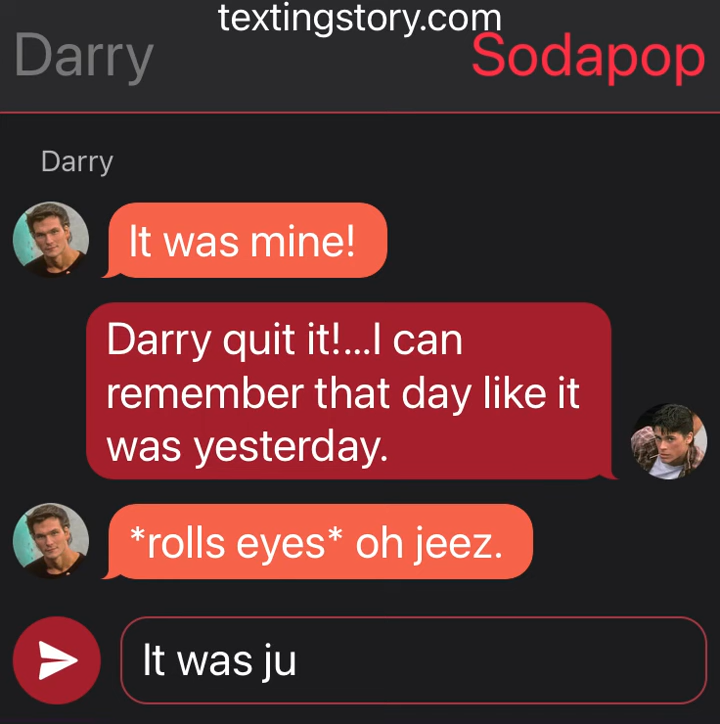 textingstory.com
Darry Sodapop
Darry
It was mine!
Darry quit it!...I can
remember that day like it
was yesterday.
*rolls eyes* oh jeez.
It was ju